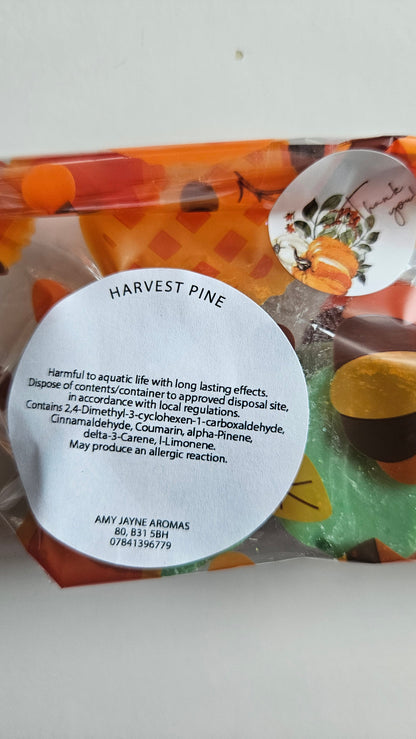 Thank
you!
HARVEST PINE
Harmful to aquatic life with long lasting effects.
Dispose of contents/container to approved disposal site,
in accordance with local regulations.
Contains 2,4-Dimethyl-3-cyclohexen-1-carboxaldehyde,
Cinnamaldehyde, Coumarin, alpha-Pinene,
delta-3-Carene, l-Limonene.
May produce an allergic reaction.
AMY JAYNE AROMAS
80, B31 5BH
07841396779